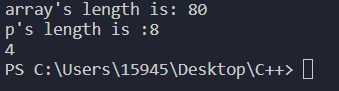 array's length is: 80
p's length is :8
4
PS C:\Users\15945\Desktop\C++>